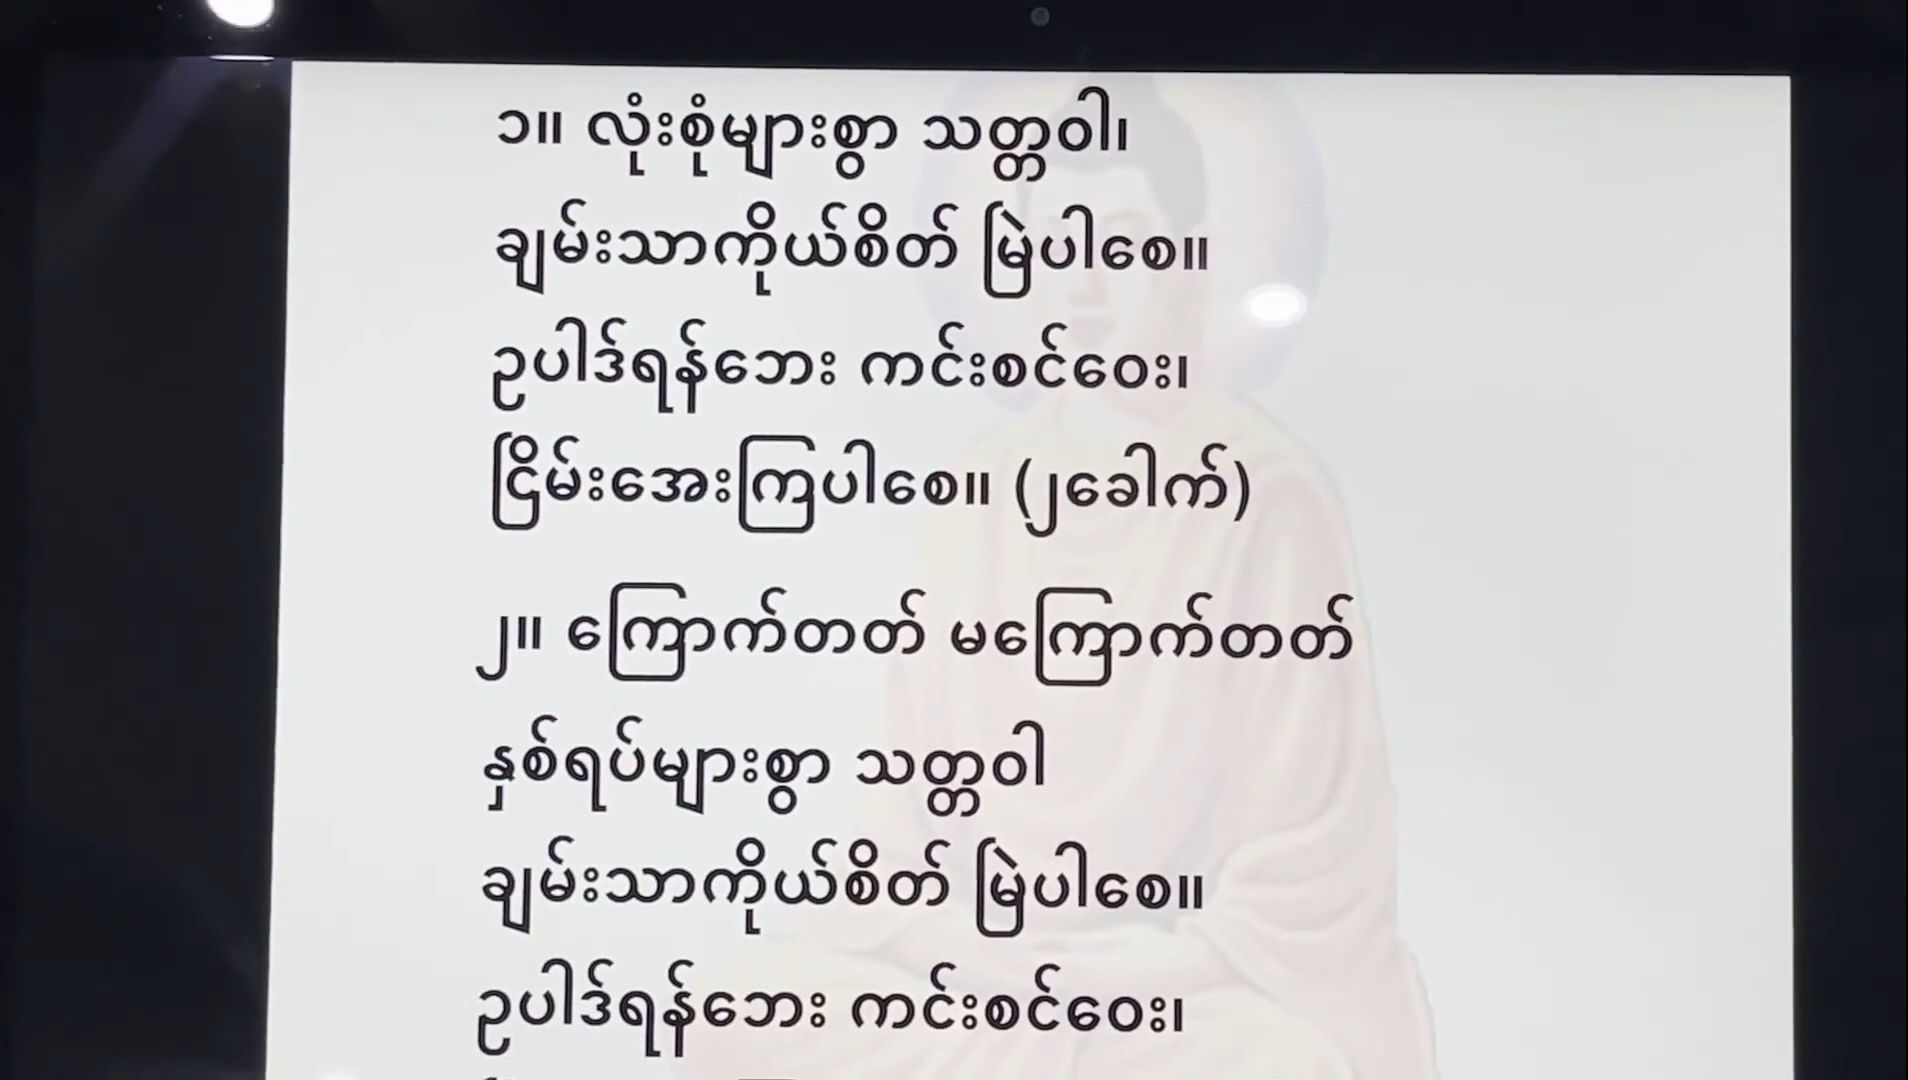 ၁။ လုံးစုံများစွာ သတ္တဝါ၊
ချမ်းသာကိုယ်စိတ် မြဲပါစေ။
ဥပါဒ်ရန်ဘေး ကင်းစင်ဝေး၊
ငြိမ်းအေးကြပါစေ။ (၂ခေါက်)
၂။ ကြောက်တတ် မကြောက်တတ်
နှစ်ရပ်များစွာ သတ္တဝါ
ချမ်းသာကိုယ်စိတ် မြဲပါစေ။
ဥပါဒ်ရန်ဘေး ကင်းစင်ဝေး၊